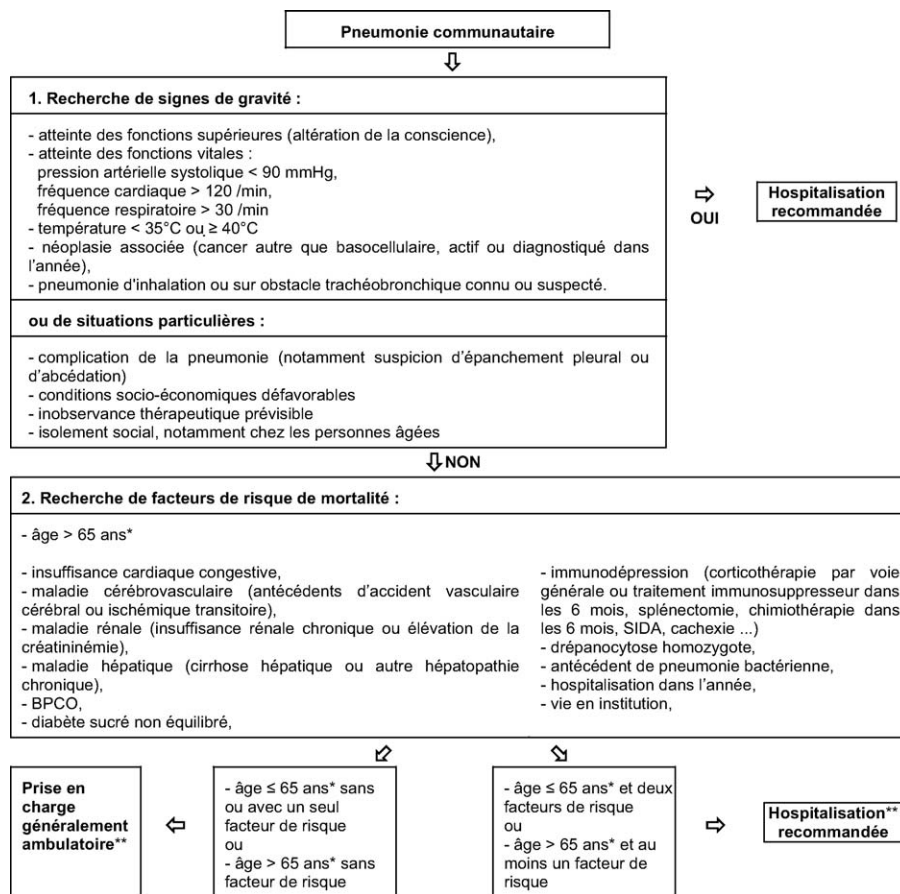 Pneumonie communautaire
1. Recherche de signes de gravité :
- atteinte des fonctions supérieures (altération de la conscience),
- atteinte des fonctions vitales :
pression artérielle systolique < 90 mmHg,
fréquence cardiaque > 120 /min,
fréquence respiratoire > 30 /min
- température < 35°C ou ≥ 40°C
- néoplasie associée (cancer autre que basocellulaire, actif ou diagnostiqué dans
l'année),
- pneumonie d'inhalation ou sur obstacle trachéobronchique connu ou suspecté.
OUI
Hospitalisation
recommandée
ou de situations particulières :
- complication de la pneumonie (notamment suspicion d'épanchement pleural ou
d'abcédation)
- conditions socio-économiques défavorables
- inobservance thérapeutique prévisible
- isolement social, notamment chez les personnes âgées
NON
2. Recherche de facteurs de risque de mortalité :
- âge > 65 ans*
- insuffisance cardiaque congestive,
- maladie cérébrovasculaire (antécédents d'accident vasculaire
cérébral ou ischémique transitoire),
- maladie rénale (insuffisance rénale chronique ou élévation de la
créatininémie),
- maladie hépatique (cirrhose hépatique ou autre hépatopathie
chronique),
- BPCO,
- diabète sucré non équilibré,
- immunodépression (corticothérapie par voie
générale ou traitement immunosuppresseur dans
les 6 mois, splénectomie, chimiothérapie dans
les 6 mois, SIDA, cachexie ...)
- drépanocytose homozygote,
- antécédent de pneumonie bactérienne,
- hospitalisation dans l'année,
- vie en institution,
Prise en
charge
généralement
ambulatoire**
- âge ≤ 65 ans* sans
ou avec un seul
facteur de risque
ou
- âge > 65 ans* sans
facteur de risque
- âge ≤ 65 ans* et deux
facteurs de risque
ou
- âge > 65 ans* et au
moins un facteur de
risque
Hospitalisation**
recommandée